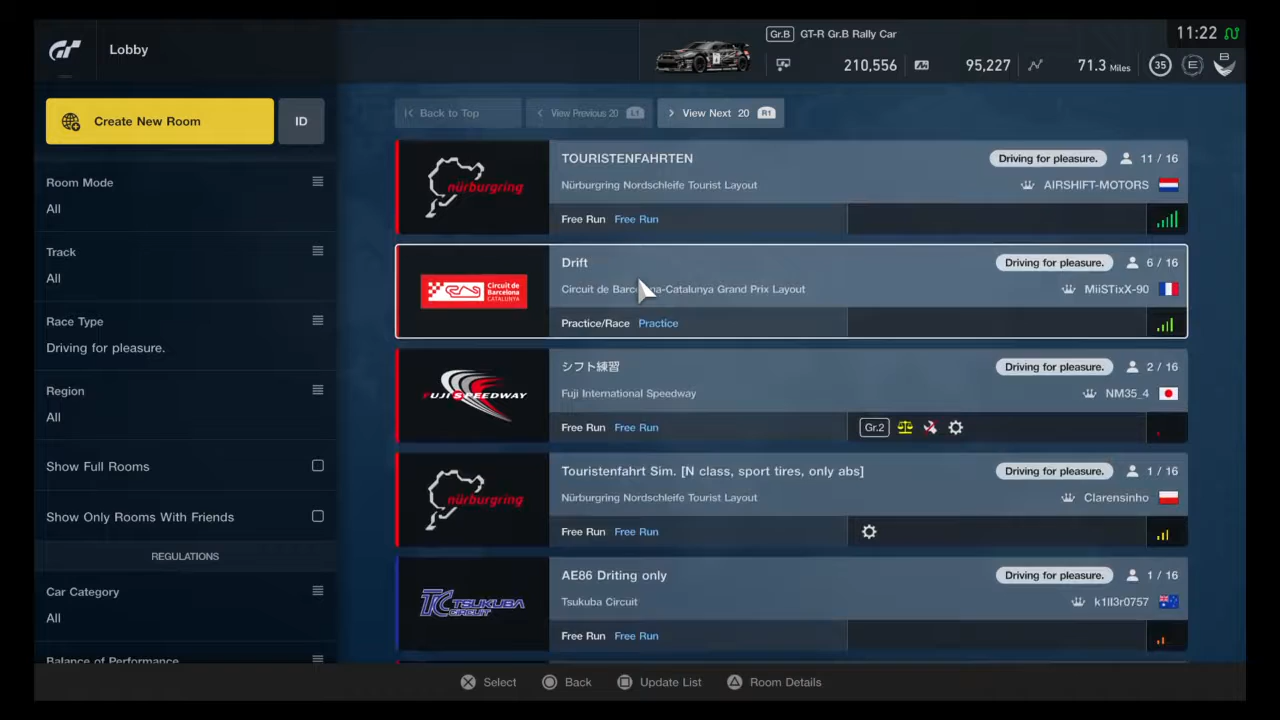 Lobby
Gr.B GT-R Gr.B Rally Car
210,556 95,227 71.3 Miles 35 E B
11:22
Create New Room
ID
Back to Top
View Previous 20 L1
View Next 20 R1
Room Mode
All
Track
All
Race Type
Driving for pleasure.
Region
All
Show Full Rooms
Show Only Rooms With Friends
REGULATIONS
Car Category
All
Balance of Performance
nürburgring
TOURISTENFAHRTEN
Driving for pleasure. 11 / 16
Nürburgring Nordschleife Tourist Layout
AIRSHIFT-MOTORS
Free Run Free Run
Circuit de
Barcelona
CATALUNYA
Drift
Driving for pleasure. 6 / 16
Circuit de Barcelona-Catalunya Grand Prix Layout
MiiSTixX-90
Practice/Race Practice
FUJI SPEEDWAY
シフト練習
Driving for pleasure. 2 / 16
Fuji International Speedway
NM35_4
Free Run Free Run
Gr.2
nürburgring
Touristenfahrt Sim. [N class, sport tires, only abs]
Driving for pleasure. 1 / 16
Nürburgring Nordschleife Tourist Layout
Clarensinho
Free Run Free Run
TC TSUKUBA
CIRCUIT
AE86 Driting only
Driving for pleasure. 1 / 16
Tsukuba Circuit
k1ll3r0757
Free Run Free Run
Select Back Update List Room Details